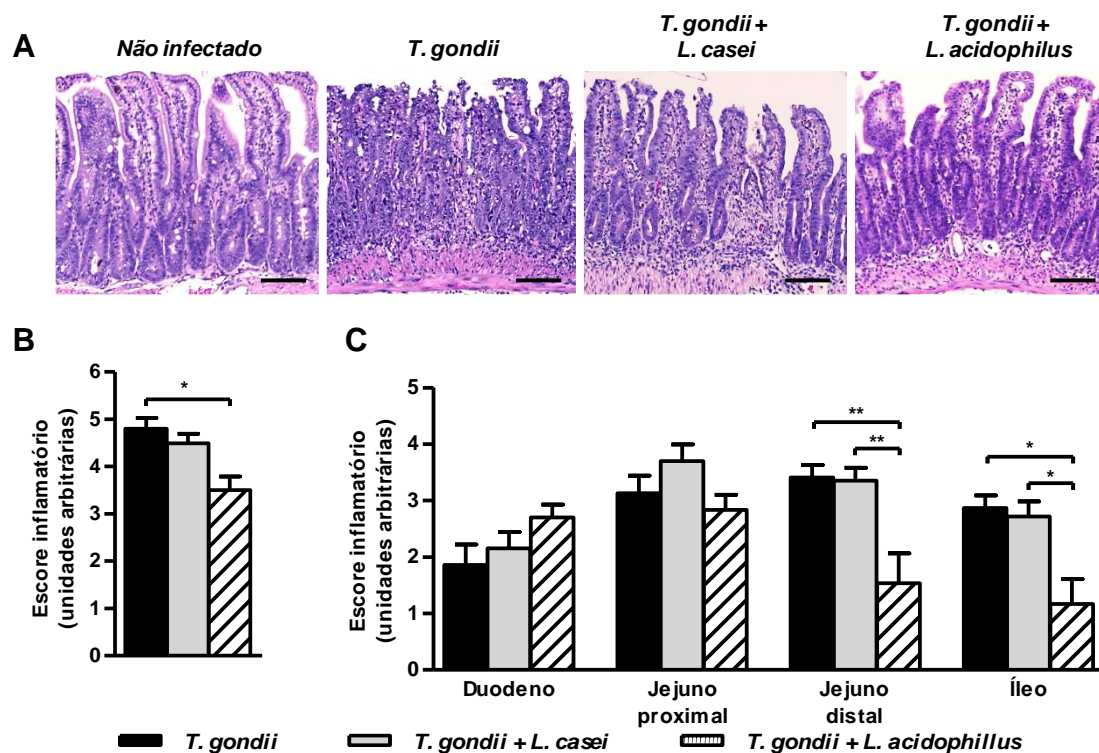 A
Não infectado
T. gondii
T. gondii +
L. casei
T. gondii +
L. acidophilus
B
Escore inflamatório
(unidades arbitrárias)
6
5
4
3
2
1
0
*
C
Escore inflamatório
(unidades arbitrárias)
5
4
3
2
1
0
**
**
*
*
Duodeno
Jejuno
proximal
Jejuno
distal
Íleo
T. gondii
T. gondii + L. casei
T. gondii + L. acidophillus